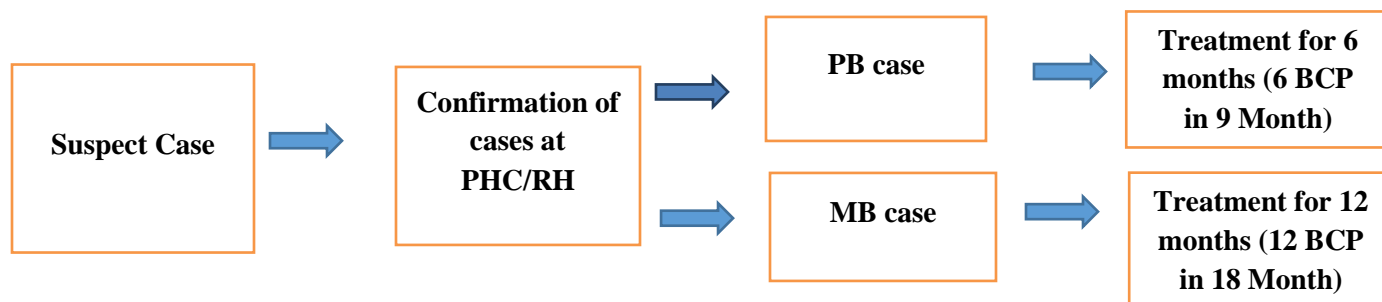 Suspect Case
Confirmation of
cases at
PHC/RH
PB case
Treatment for 6
months (6 BCP
in 9 Month)
MB case
Treatment for 12
months (12 BCP
in 18 Month)